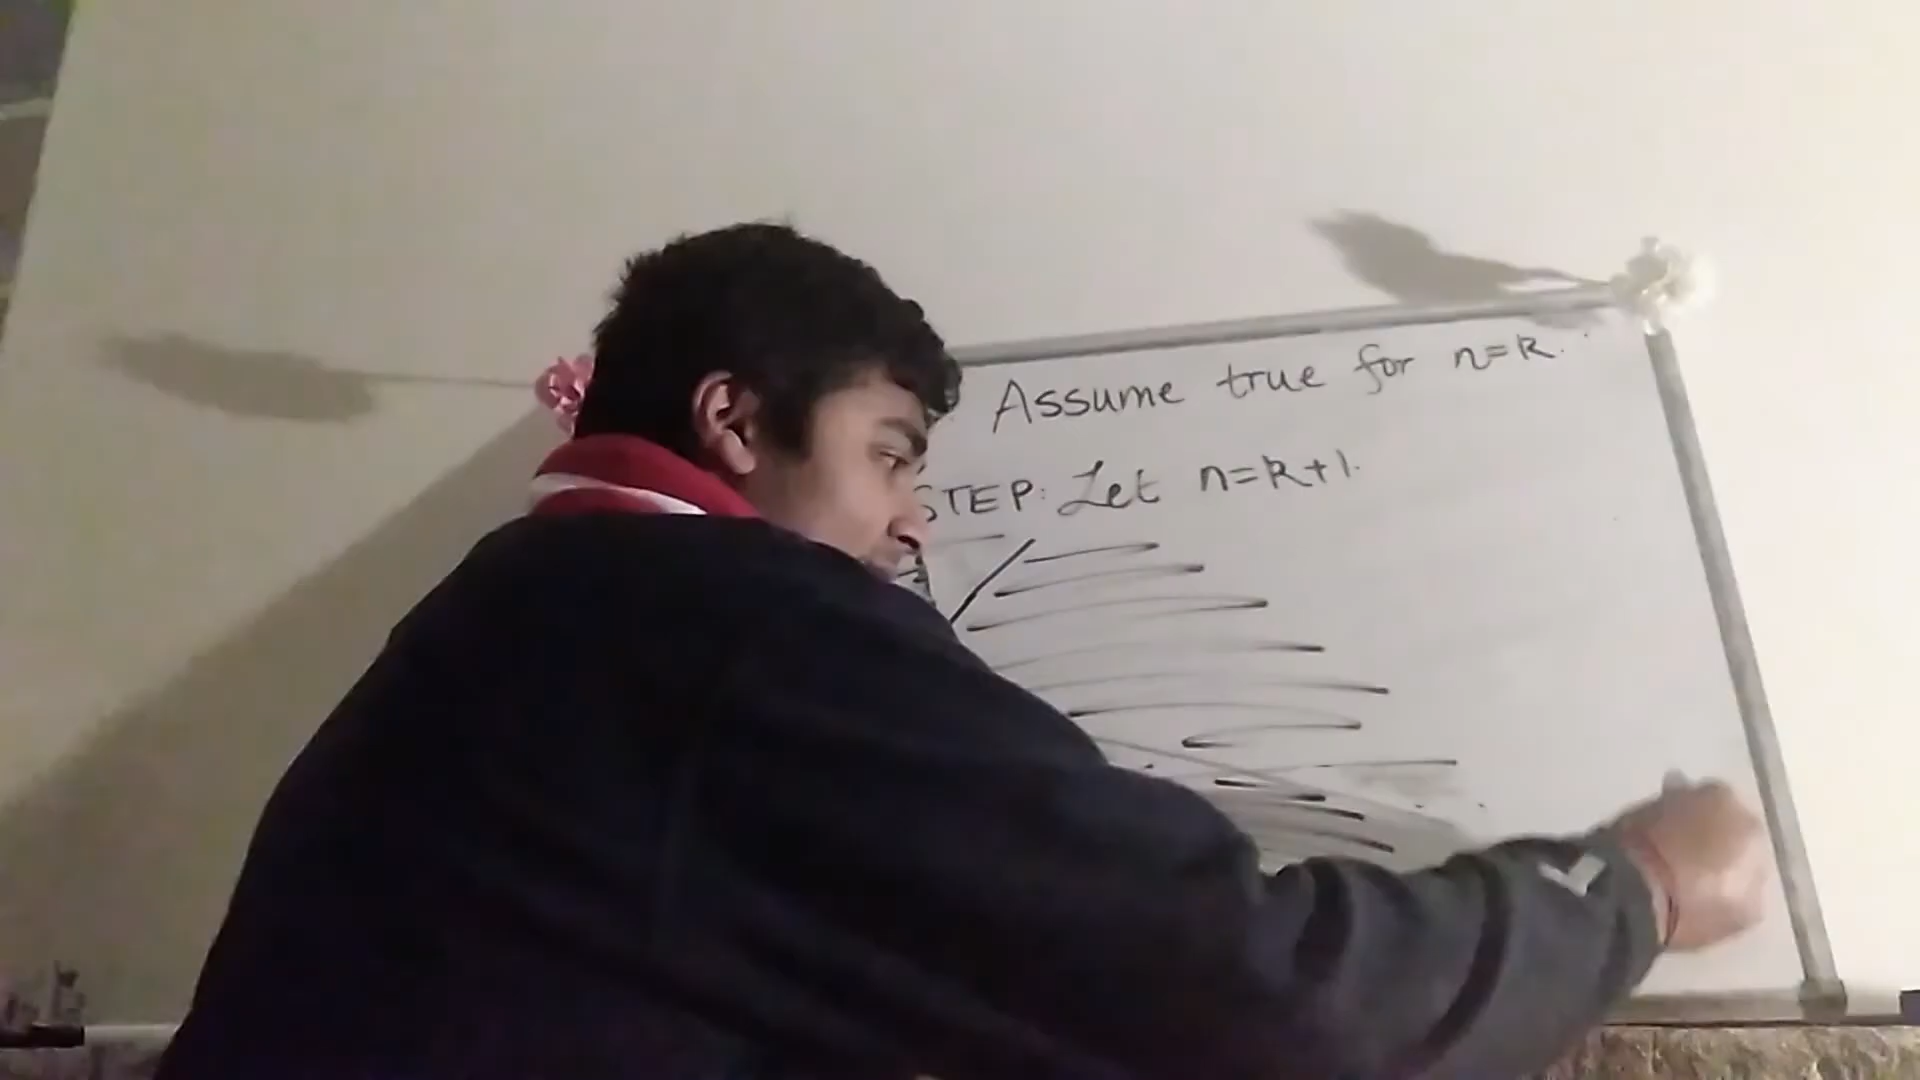 Assume true for n=k.
STEP: Let n=k+1.